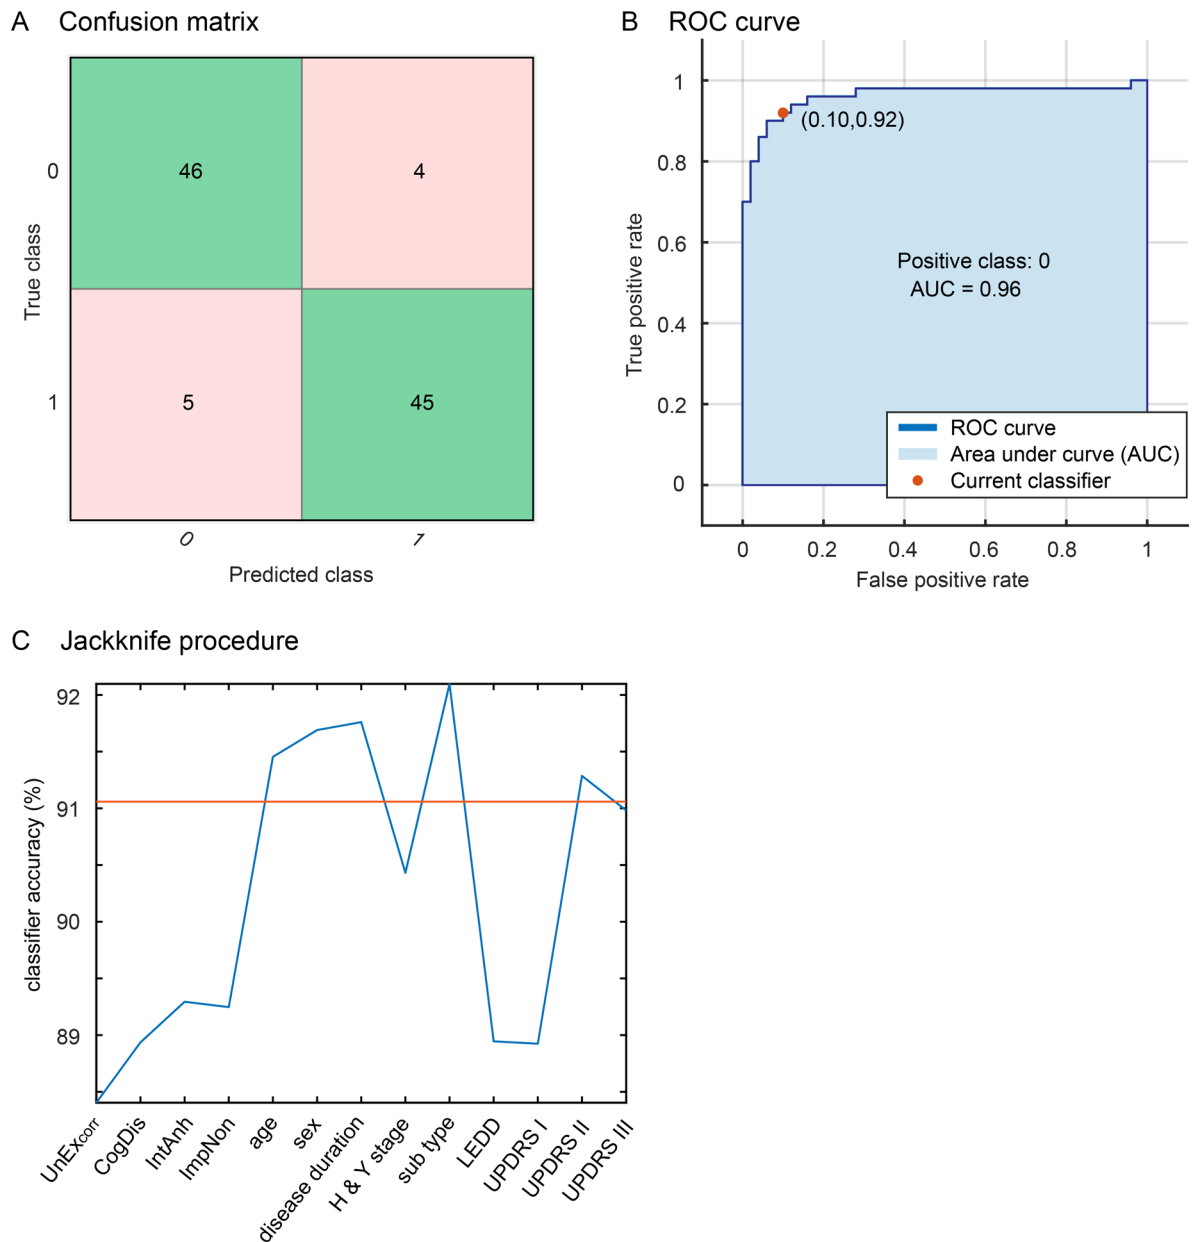 A Confusion matrix
0
46
4
1
5
45
0
1
True class
Predicted class
B ROC curve
1
0.8
0.6
0.4
0.2
0
(0.10,0.92)
Positive class: 0
AUC = 0.96
ROC curve
Area under curve (AUC)
Current classifier
0
0.2
0.4
0.6
0.8
1
True positive rate
False positive rate
C Jackknife procedure
92
91
90
89
classifier accuracy (%)
UnExcorr
CogDis
IntAnh
ImpNon
age
sex
disease duration
H & Y stage
sub type
LEDD
UPDRS I
UPDRS II
UPDRS III